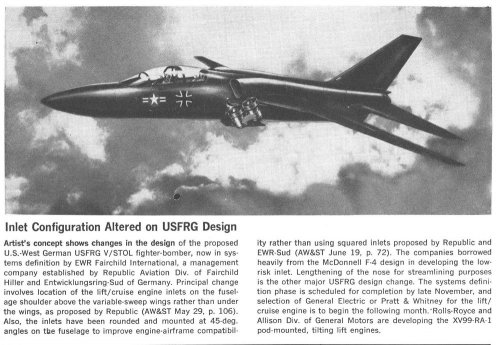 Inlet Configuration Altered on USFRG Design
Artist's concept shows changes in the design of the proposed
U.S.-West German USFRG V/STOL fighter-bomber, now in sys-
tems definition by EWR Fairchild International, a management
company established by Republic Aviation Div. of Fairchild
Hiller and Entwicklungsring-Sud of Germany. Principal change
involves location of the lift/cruise engine inlets on the fusel-
age shoulder above the variable-sweep wings rather than under
the wings, as proposed by Republic (AW&ST May 29, p. 106).
Also, the inlets have been rounded and mounted at 45-deg.
angles on the fuselage to improve engine-airframe compatibil-
ity rather than using squared inlets proposed by Republic and
EWR-Sud (AW&ST June 19, p. 72). The companies borrowed
heavily from the McDonnell F-4 design in developing the low-
risk inlet. Lengthening of the nose for streamlining purposes
is the other major USFRG design change. The systems defini-
tion phase is scheduled for completion by late November, and
selection of General Electric or Pratt & Whitney for the lift/
cruise engine is to begin the following month. Rolls-Royce and
Allison Div. of General Motors are developing the XV99-RA-1
pod-mounted, tilting lift engines.